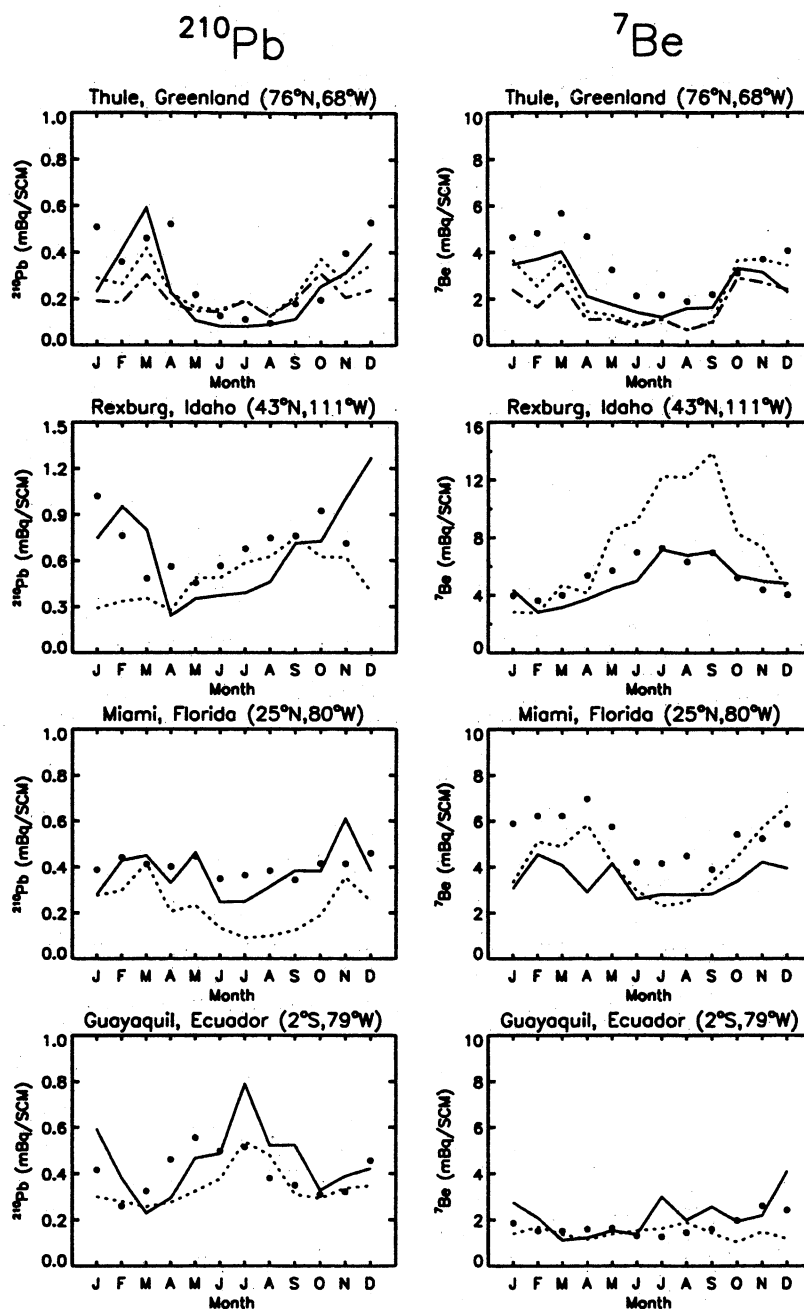 210Pb
7Be
Thule, Greenland (76°N,68°W)
1.0
0.8
0.6
0.4
0.2
0.0
210Pb (mBq/SCM)
J F M A M J J A S O N D
Month
Thule, Greenland (76°N,68°W)
10
8
6
4
2
0
7Be (mBq/SCM)
J F M A M J J A S O N D
Month
Rexburg, Idaho (43°N,111°W)
1.5
1.2
0.9
0.6
0.3
0.0
210Pb (mBq/SCM)
J F M A M J J A S O N D
Month
Rexburg, Idaho (43°N,111°W)
16
12
8
4
0
7Be (mBq/SCM)
J F M A M J J A S O N D
Month
Miami, Florida (25°N,80°W)
1.0
0.8
0.6
0.4
0.2
0.0
210Pb (mBq/SCM)
J F M A M J J A S O N D
Month
Miami, Florida (25°N,80°W)
10
8
6
4
2
0
7Be (mBq/SCM)
J F M A M J J A S O N D
Month
Guayaquil, Ecuador (2°S,79°W)
1.0
0.8
0.6
0.4
0.2
0.0
210Pb (mBq/SCM)
J F M A M J J A S O N D
Month
Guayaquil, Ecuador (2°S,79°W)
10
8
6
4
2
0
7Be (mBq/SCM)
J F M A M J J A S O N D
Month